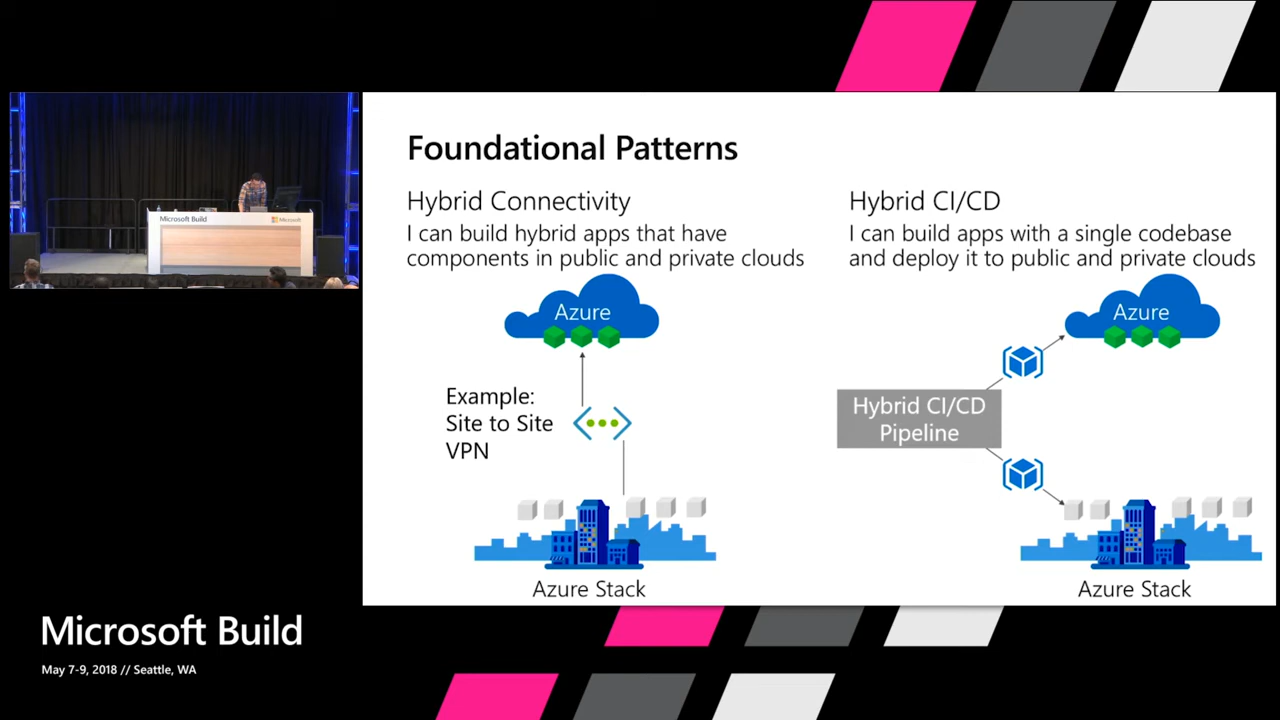 Microsoft Build
Microsoft
Foundational Patterns
Hybrid Connectivity
I can build hybrid apps that have
components in public and private clouds
Azure
Example:
Site to Site
VPN
Azure Stack
Hybrid CI/CD
I can build apps with a single codebase
and deploy it to public and private clouds
Azure
Hybrid CI/CD
Pipeline
Azure Stack
Microsoft Build
May 7-9, 2018 // Seattle, WA